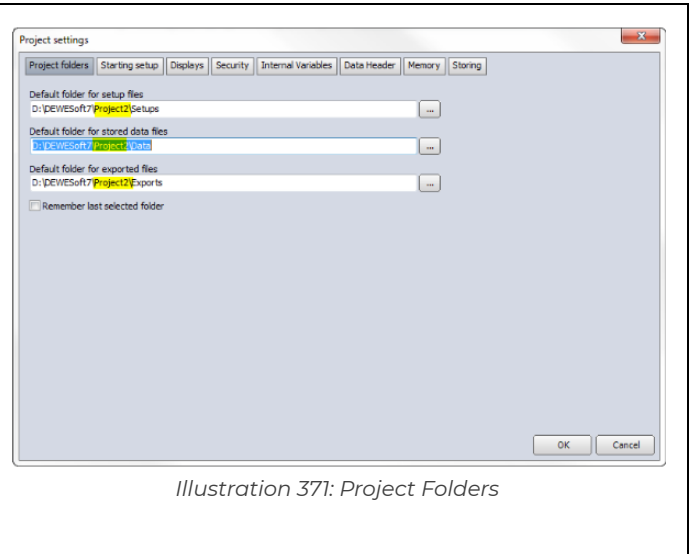 Project settings
x
Project folders Starting setup Displays Security Internal Variables Data Header Memory Storing
Default folder for setup files
D:\DEWESoft7\Project2\Setups ...
Default folder for stored data files
D:\DEWESoft7\Project2\Data ...
Default folder for exported files
D:\DEWESoft7\Project2\Exports ...
Remember last selected folder
OK Cancel
Illustration 371: Project Folders